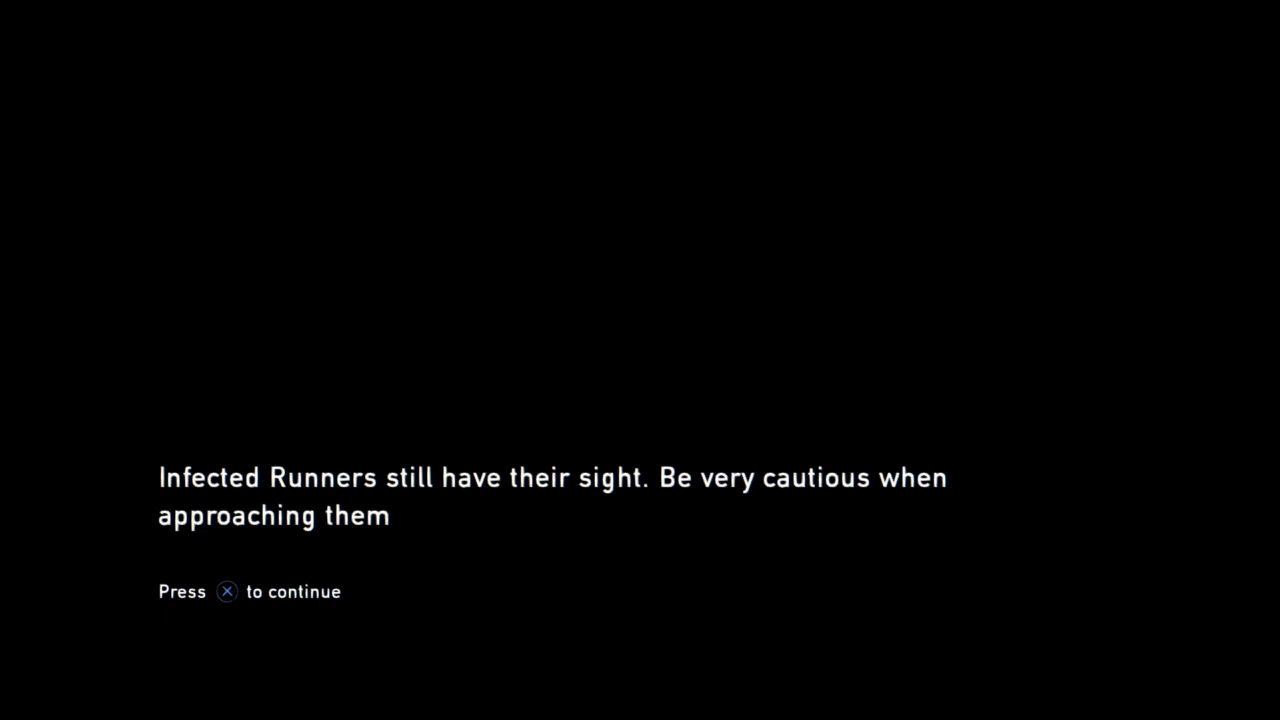 Infected Runners still have their sight. Be very cautious when
approaching them
Press ⓧ to continue